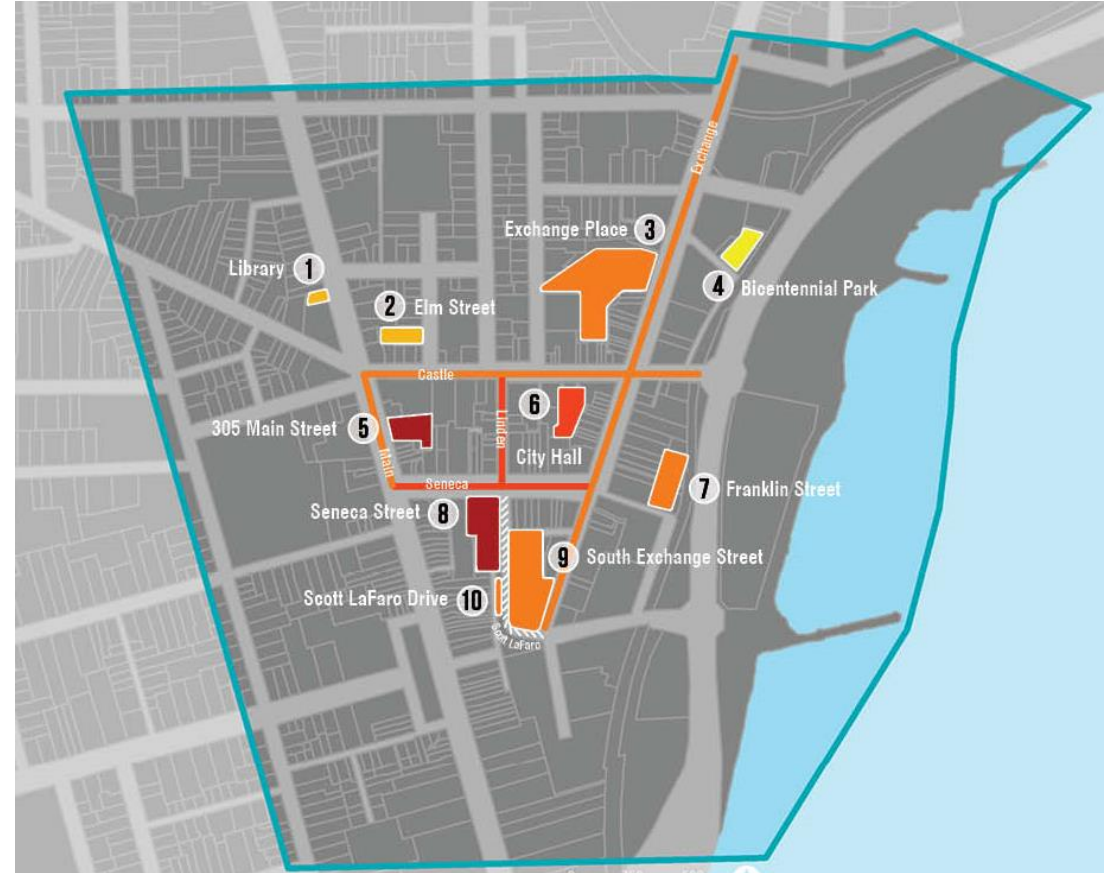 Exchange
Exchange Place 3
Library 1
4 Bicentennial Park
2 Elm Street
Castle
6
305 Main Street 5
Linden
Main
City Hall
Seneca
7 Franklin Street
Seneca Street 8
9 South Exchange Street
Scott LaFaro Drive 10
Scott LaFaro